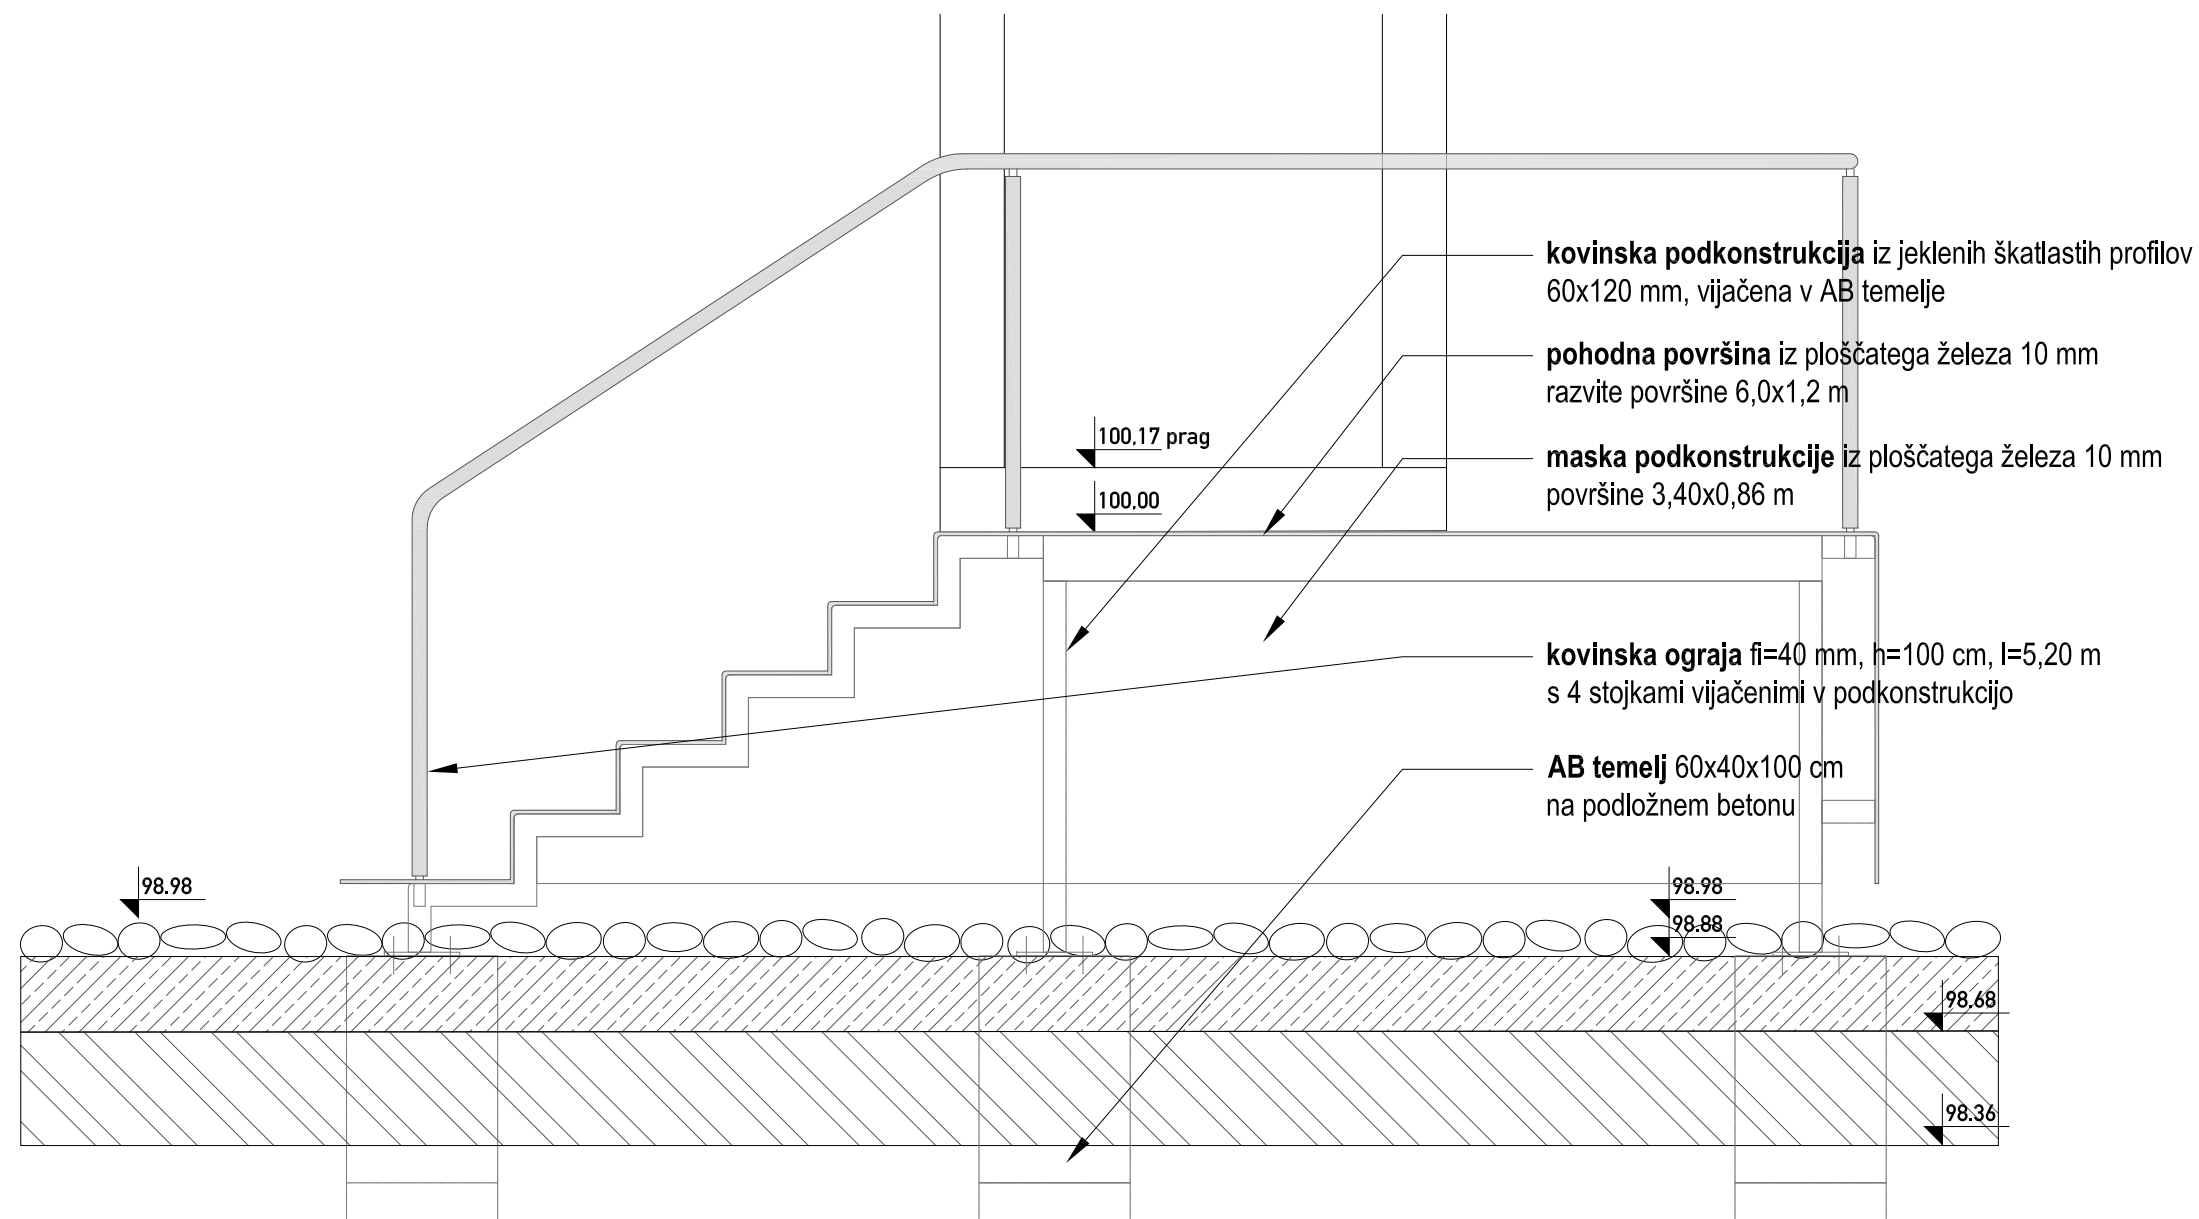 kovinska podkonstrukcija iz jeklenih škatlastih profilov
60x120 mm, vijačena v AB temelje
pohodna površina iz ploščatega železa 10 mm
razvite površine 6,0x1,2 m
100,17 prag
maska podkonstrukcije iz ploščatega železa 10 mm
površine 3,40x0,86 m
100,00
kovinska ograja fi=40 mm, h=100 cm, l=5,20 m
s 4 stojkami vijačenimi v podkonstrukcijo
AB temelj 60x40x100 cm
na podložnem betonu
98.98
98.98
98.88
98.68
98.36